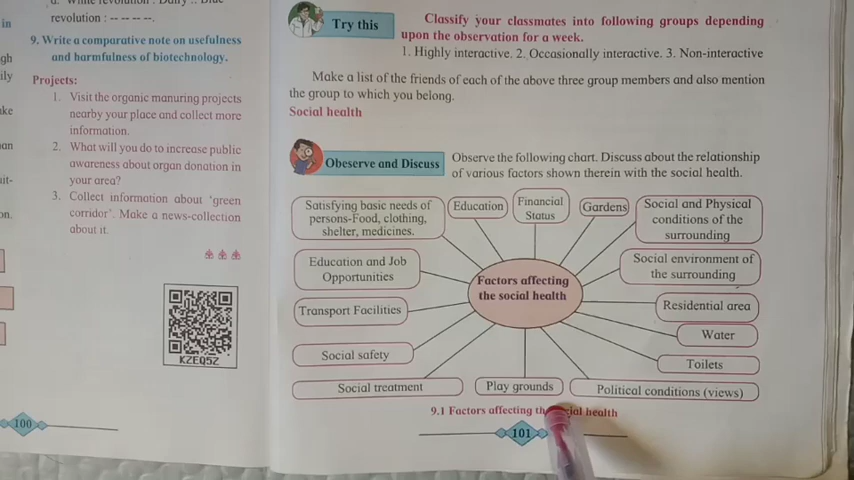 in
gh
ily
ke
an
uit-
on.
revolution : -- -- -- --.
9. Write a comparative note on usefulness
and harmfulness of biotechnology.
Projects:
1. Visit the organic manuring projects
nearby your place and collect more
information.
2. What will you do to increase public
awareness about organ donation in
your area?
3. Collect information about ‘green
corridor’. Make a news-collection
about it.
KZEQ5Z
100
Try this
Classify your classmates into following groups depending
upon the observation for a week.
1. Highly interactive. 2. Occasionally interactive. 3. Non-interactive
Make a list of the friends of each of the above three group members and also mention
the group to which you belong.
Social health
Obeserve and Discuss
Observe the following chart. Discuss about the relationship
of various factors shown therein with the social health.
Satisfying basic needs of
persons-Food, clothing,
shelter, medicines.
Education
Financial
Status
Gardens
Social and Physical
conditions of the
surrounding
Education and Job
Opportunities
Factors affecting
the social health
Social environment of
the surrounding
Transport Facilities
Residential area
Water
Social safety
Toilets
Social treatment
Play grounds
Political conditions (views)
9.1 Factors affecting the social health
101